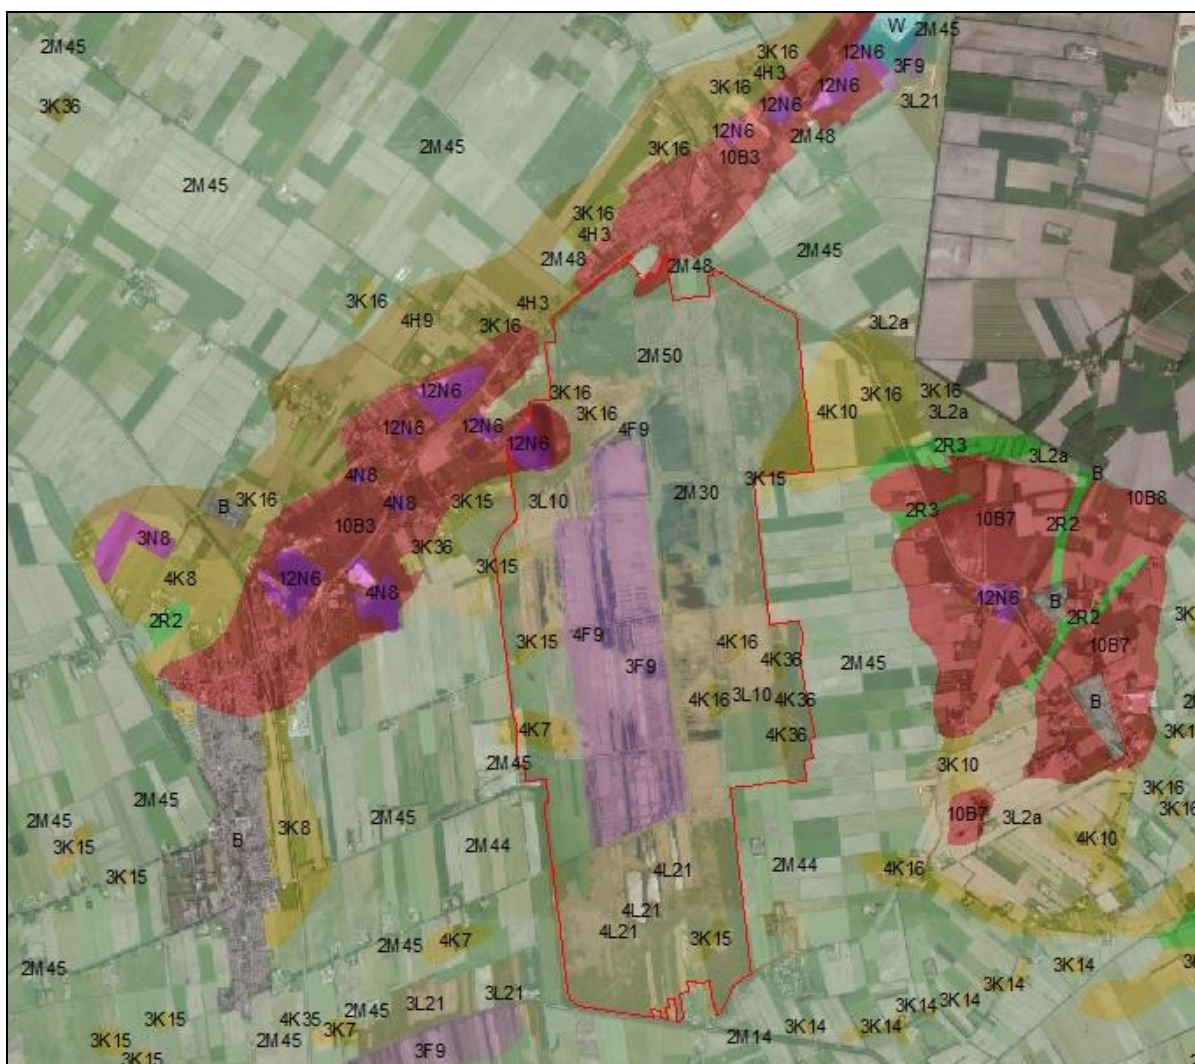 W
2M45
2M45
12N6
3K16
4H3
3F9
3K36
3K16
12N6
3L21
12N6
12N6
2M48
2M45
3K16
10B3
2M45
3K16
4H3
2M45
2M48
2M48
3K16
4H3
4H9
3K16
3L2a
2M50
12N6
3K16
3K16
3K16
4K10
3L2a
12N6
12N6
3K16
12N6
4F9
2R3
3L2a
4N8
3K15
B
3K16
4N8
3K15
3L10
2M30
10B8
B
2R3
10B7
2R2
10B3
3N8
3K36
4K8
12N6
3K15
4N8
12N6
B
2R2
2R2
3K15
4F9
4K16
10B7
4K36
2M45
3F9
3L10
4K16
4K36
B
4K7
4K36
2M45
3K10
2M45
2M45
3K16
3K16
2M45
3K8
10B7
3L2a
B
2M44
4K10
3K15
3K15
4L21
2M44
4K16
4L21
4L21
3K15
4K7
2M45
2M45
3K14
3L21
3K14
3L21
2M45
3K14
3K14
3K15
4K35
3K14
3K14
3K15
2M45
3K7
2M14
3F9
3K15